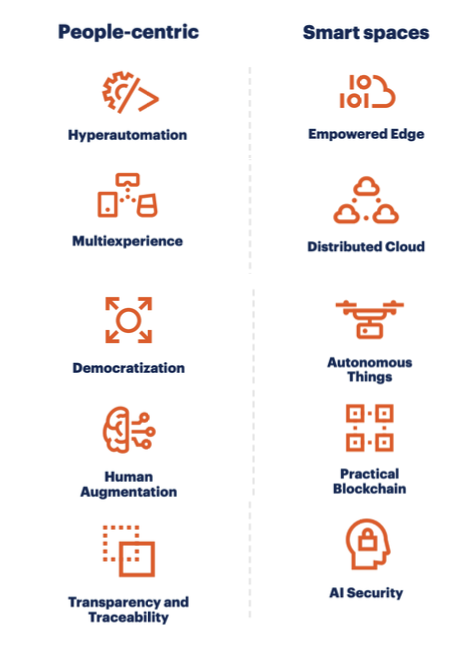 People-centric
Smart spaces
Hyperautomation
Empowered Edge
Multiexperience
Distributed Cloud
Democratization
Autonomous
Things
Human
Augmentation
Practical
Blockchain
Transparency and
Traceability
AI Security